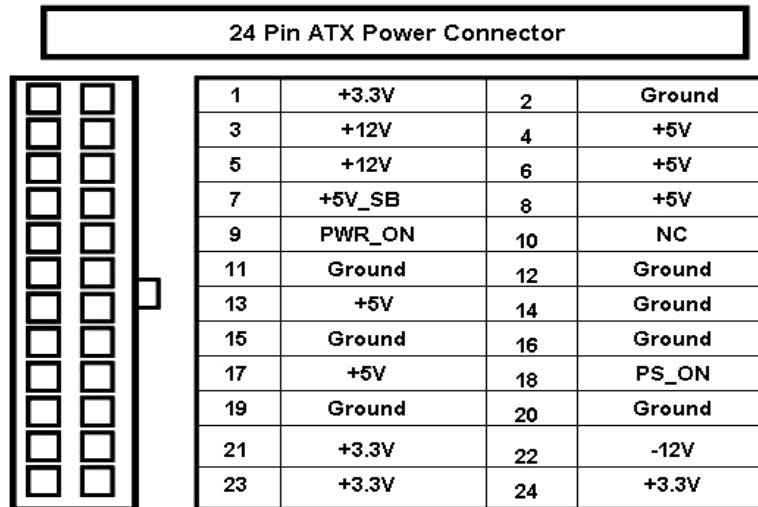 24 Pin ATX Power Connector
1 +3.3V 2 Ground
3 +12V 4 +5V
5 +12V 6 +5V
7 +5V_SB 8 +5V
9 PWR_ON 10 NC
11 Ground 12 Ground
13 +5V 14 Ground
15 Ground 16 Ground
17 +5V 18 PS_ON
19 Ground 20 Ground
21 +3.3V 22 -12V
23 +3.3V 24 +3.3V